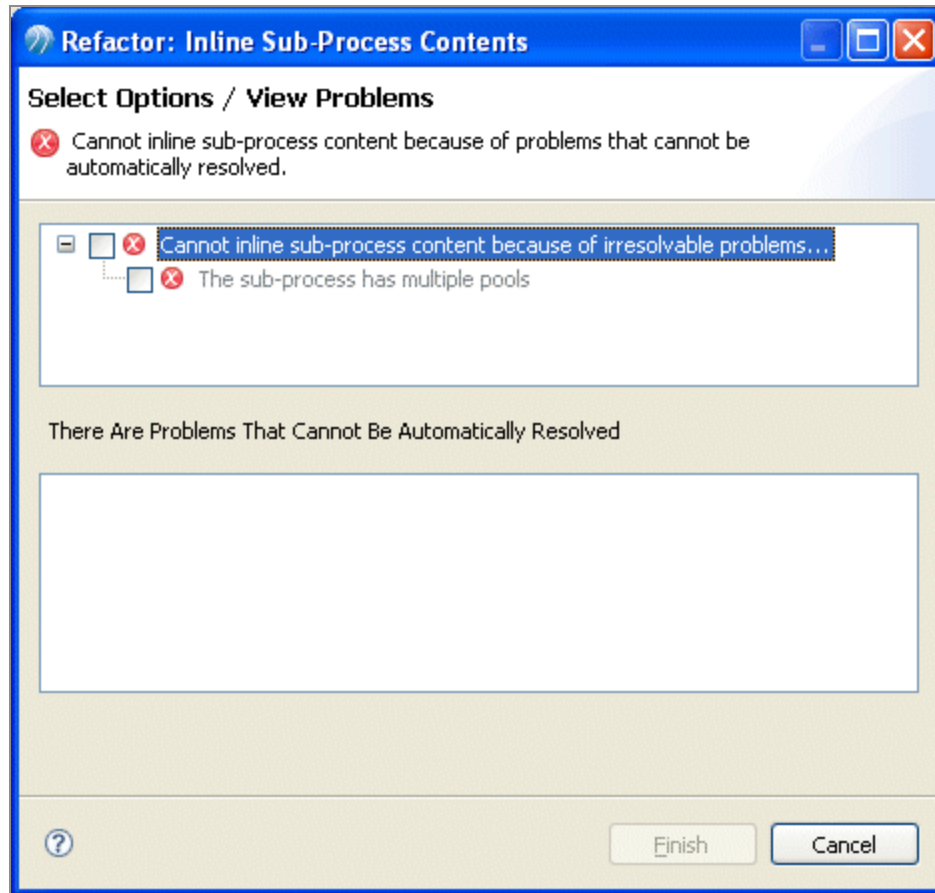 Refactor: Inline Sub-Process Contents
Select Options / View Problems
Cannot inline sub-process content because of problems that cannot be
automatically resolved.
Cannot inline sub-process content because of irresolvable problems...
The sub-process has multiple pools
There Are Problems That Cannot Be Automatically Resolved
?
Finish
Cancel